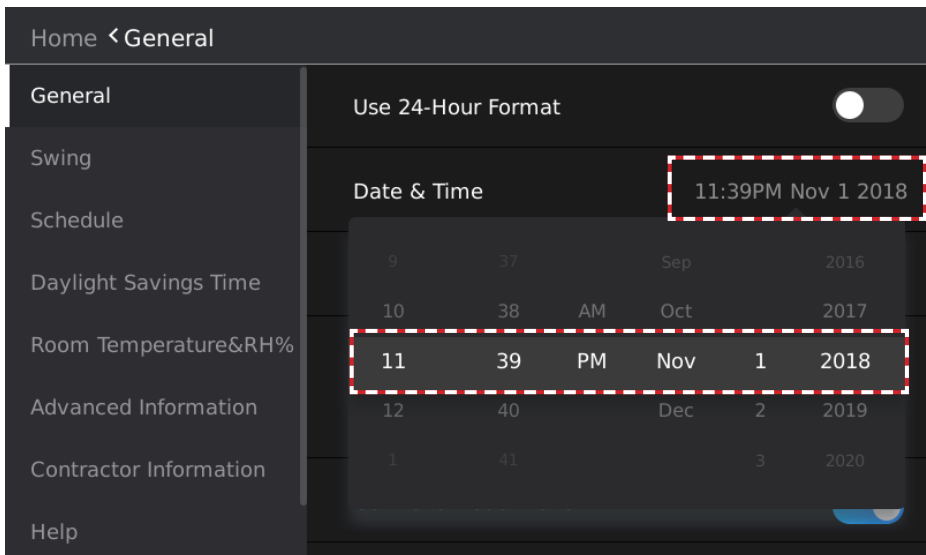 Home < General
General
Swing
Schedule
Daylight Savings Time
Room Temperature&RH%
Advanced Information
Contractor Information
Help
Use 24-Hour Format
Date & Time
11:39PM Nov 1 2018
9 37 Sep 2016
10 38 AM Oct 2017
11 39 PM Nov 1 2018
12 40 Dec 2 2019
1 41 3 2020